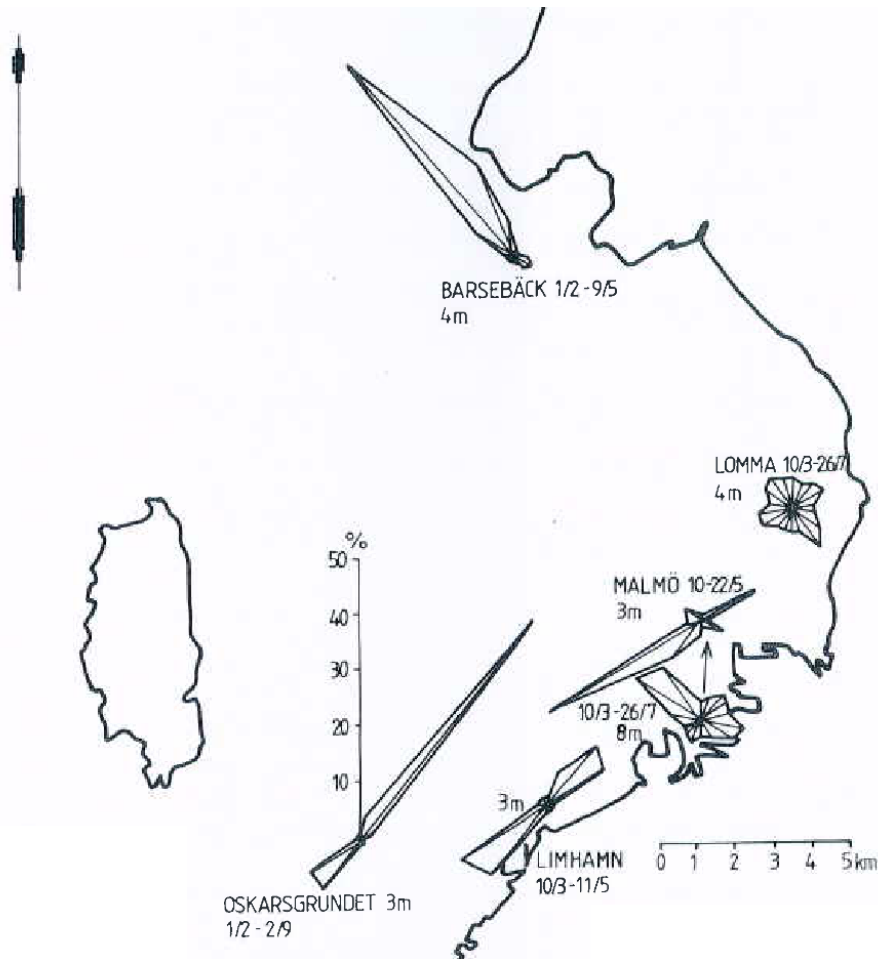 BARSEBÄCK 1/2-9/5
4m
LOMMA 10/3-26/7
4m
%
50
40
30
20
10
MALMÖ 10-22/5
3m
10/3-26/7
8m
3m
LIMHAMN
10/3-11/5
0 1 2 3 4 5km
OSKARSGRUNDET 3m
1/2-2/9